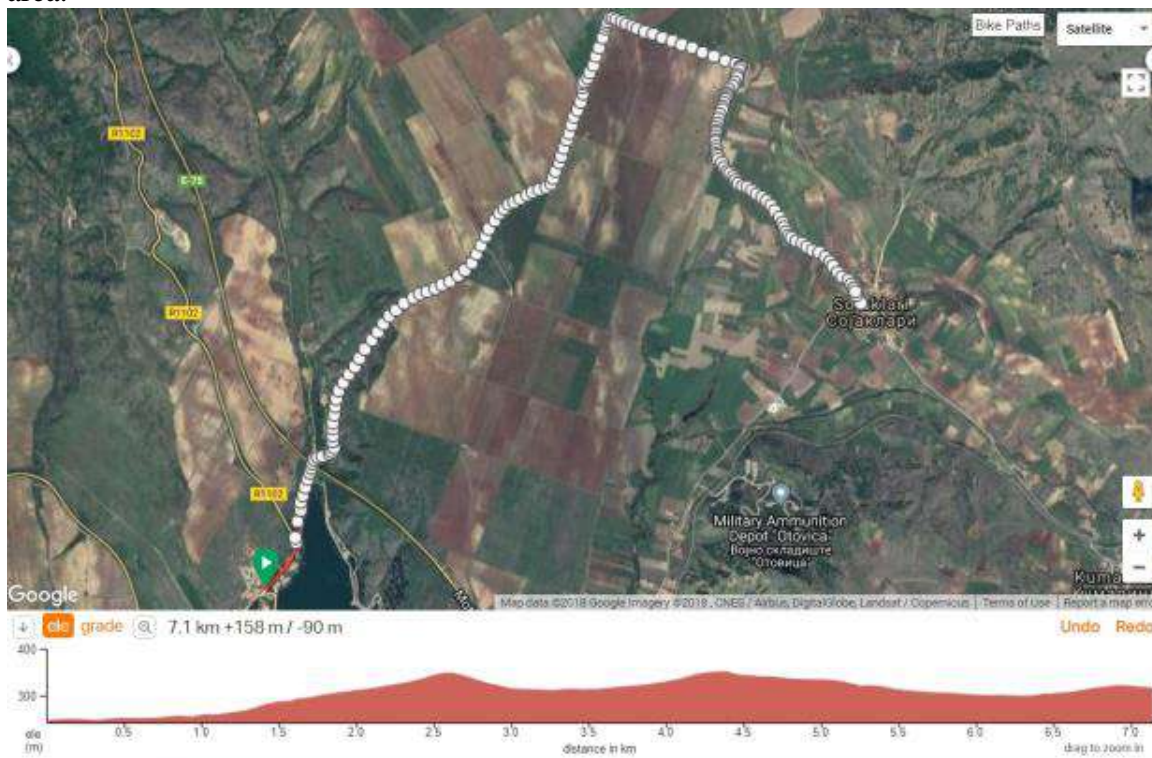 area.
Bike Paths
Satellite
R1102
E-75
R1102
R1102
Сојаклари
Military Ammunition
Depot "Otovica"
Војно складиште
"Отовица"
Google
Map data ©2018 Google Imagery ©2018 , CNES / Airbus, DigitalGlobe, Landsat / Copernicus
Terms of Use
Report a map erro
ele grade 7.1 km +158 m / -90 m
Undo Redo
400
300
ele
(m)
0.5 1.0 1.5 2.0 2.5 3.0 3.5 4.0 4.5 5.0 5.5 6.0 6.5 7.0
distance in km
drag to zoom in